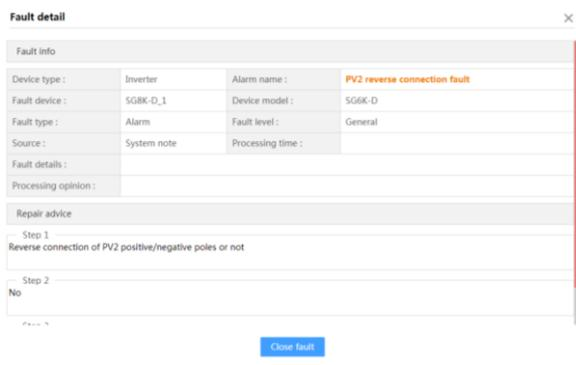 Fault detail
Fault info
Device type : Inverter Alarm name : PV2 reverse connection fault
Fault device : SG8K-D_1 Device model : SG6K-D
Fault type : Alarm Fault level : General
Source : System note Processing time :
Fault details :
Processing opinion :
Repair advice
Step 1
Reverse connection of PV2 positive/negative poles or not
Step 2
No
Close fault